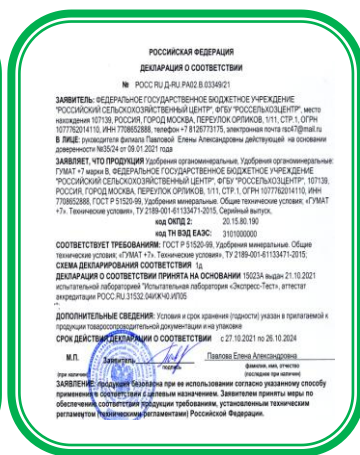 РОССИЙСКАЯ ФЕДЕРАЦИЯ
ДЕКЛАРАЦИЯ О СООТВЕТСТВИИ
№ РОСС RU Д-RU.РА02.В.03349/21
ЗАЯВИТЕЛЬ: ФЕДЕРАЛЬНОЕ ГОСУДАРСТВЕННОЕ БЮДЖЕТНОЕ УЧРЕЖДЕНИЕ
"РОССИЙСКИЙ СЕЛЬСКОХОЗЯЙСТВЕННЫЙ ЦЕНТР", ФГБУ "РОССЕЛЬХОЗЦЕНТР", место
нахождения 107139, РОССИЯ, ГОРОД МОСКВА, ПЕРЕУЛОК ОРЛИКОВ, 1/11, СТР.1, ОГРН
1077762014110, ИНН 7708652888, телефон +7 8126773175, электронная почта rsc47@mail.ru
В ЛИЦЕ: руководителя филиала Павловой Елены Александровны действующей на основании
доверенности №35/24 от 09.01.2021 года
ЗАЯВЛЯЕТ, ЧТО ПРОДУКЦИЯ Удобрения органоминеральные, Удобрения органоминеральные:
ГУМАТ +7 марки В, ФЕДЕРАЛЬНОЕ ГОСУДАРСТВЕННОЕ БЮДЖЕТНОЕ УЧРЕЖДЕНИЕ
"РОССИЙСКИЙ СЕЛЬСКОХОЗЯЙСТВЕННЫЙ ЦЕНТР", ФГБУ "РОССЕЛЬХОЗЦЕНТР", 107139,
РОССИЯ, ГОРОД МОСКВА, ПЕРЕУЛОК ОРЛИКОВ, 1/11, СТР.1, ОГРН 1077762014110, ИНН
7708652888, ГОСТ Р 51520-99, Удобрения минеральные. Общие технические условия; «ГУМАТ
+7». Технические условия», ТУ 2189-001-61133471-2015, Серийный выпуск,
код ОКПД 2: 20.15.80.190
код ТН ВЭД ЕАЭС: 3101000000
СООТВЕТСТВУЕТ ТРЕБОВАНИЯМ: ГОСТ Р 51520-99, Удобрения минеральные. Общие
технические условия; «ГУМАТ +7». Технические условия», ТУ 2189-001-61133471-2015;
СХЕМА ДЕКЛАРИРОВАНИЯ СООТВЕТСТВИЯ 1д
ДЕКЛАРАЦИЯ О СООТВЕТСТВИИ ПРИНЯТА НА ОСНОВАНИИ 15023А выдан 21.10.2021
испытательной лабораторией "Испытательная лаборатория «Экспресс-Тест», аттестат
аккредитации РОСС.RU.31532.04ИЖЧ0.ИЛ05
ДОПОЛНИТЕЛЬНЫЕ СВЕДЕНИЯ: Условия и срок хранения (годности) указан в прилагаемой к
продукции товаросопроводительной документации и на упаковке
СРОК ДЕЙСТВИЯ ДЕКЛАРАЦИИ О СООТВЕТСТВИИ с 27.10.2021 по 26.10.2024
М.П. Заявитель Павлова Елена Александровна
(при наличии) подпись фамилия, имя, отчество
(последнее при наличии)
ЗАЯВЛЕНИЕ: продукция безопасна при ее использовании согласно указанному способу
применения в соответствии с целевым назначением. Заявителем приняты меры по
обеспечению соответствия продукции требованиям, установленным техническим
регламентом (техническими регламентами) Российской Федерации.